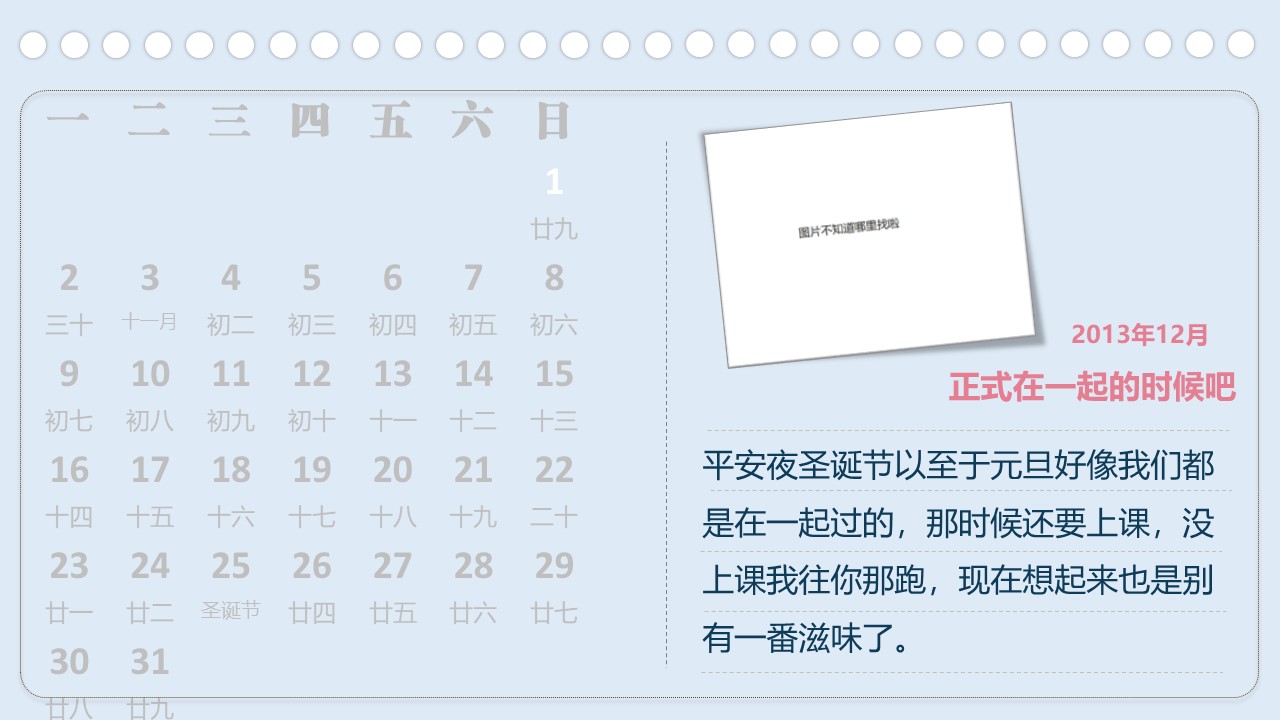 一 二 三 四 五 六 日
1
廿九
2 3 4 5 6 7 8
三十 十一月 初二 初三 初四 初五 初六
9 10 11 12 13 14 15
初七 初八 初九 初十 十一 十二 十三
16 17 18 19 20 21 22
十四 十五 十六 十七 十八 十九 二十
23 24 25 26 27 28 29
廿一 廿二 圣诞节 廿四 廿五 廿六 廿七
30 31
廿八 廿九
图片不知道哪里找啦
2013年12月
正式在一起的时候吧
平安夜圣诞节以至于元旦好像我们都
是在一起过的，那时候还要上课，没
上课我往你那跑，现在想起来也是别
有一番滋味了。